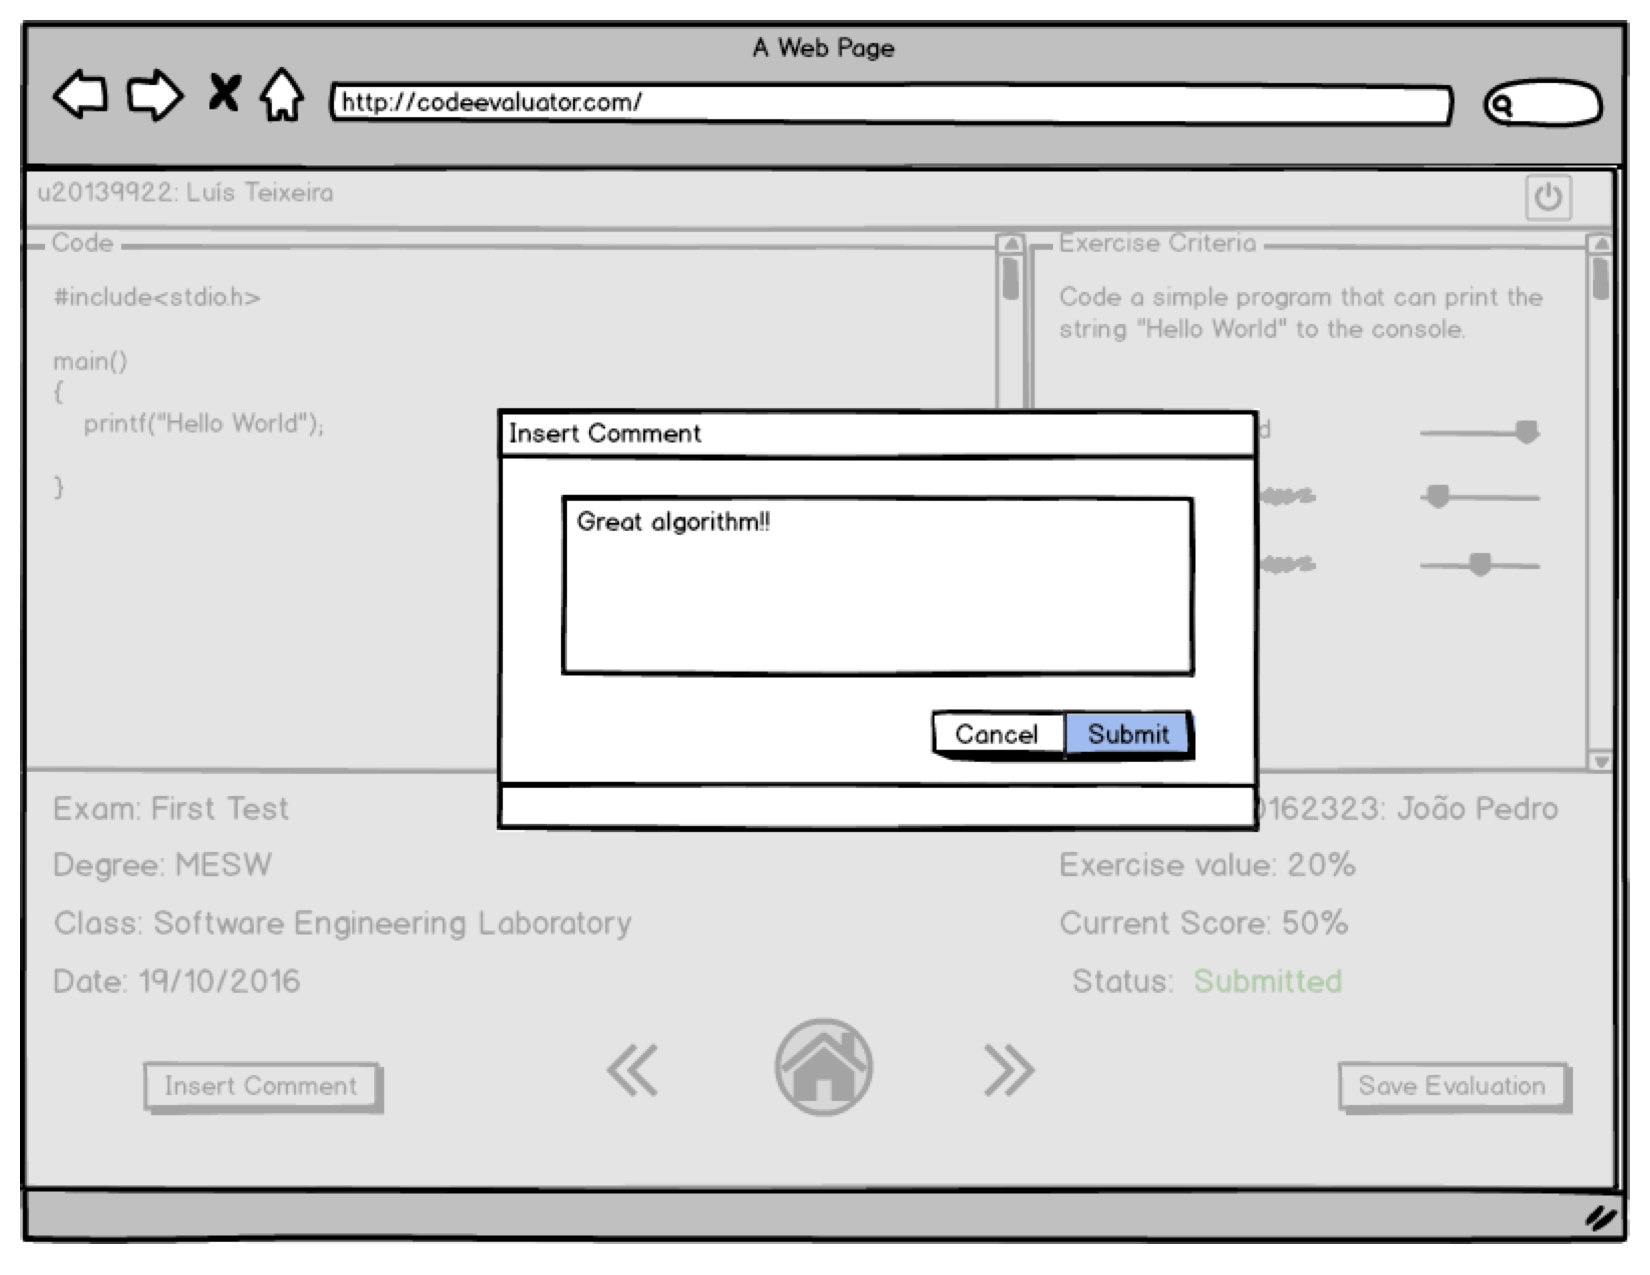 A Web Page
http://codeevaluator.com/
u20139922: Luís Teixeira
Code
#include<stdio.h>
main()
{
printf("Hello World");
}
Exercise Criteria
Code a simple program that can print the
string "Hello World" to the console.
Insert Comment
Great algorithm!!
Cancel Submit
Exam: First Test
Degree: MESW
Class: Software Engineering Laboratory
Date: 19/10/2016
162323: João Pedro
Exercise value: 20%
Current Score: 50%
Status: Submitted
Insert Comment
Save Evaluation